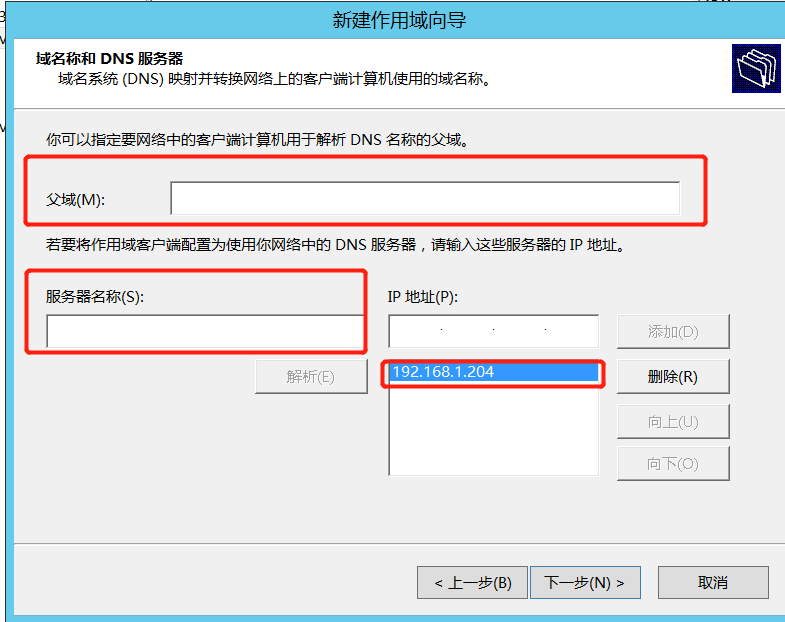 新建作用域向导
域名称和 DNS 服务器
域名系统 (DNS) 映射并转换网络上的客户端计算机使用的域名称。
你可以指定要网络中的客户端计算机用于解析 DNS 名称的父域。
父域(M):
若要将作用域客户端配置为使用你网络中的 DNS 服务器，请输入这些服务器的 IP 地址。
服务器名称(S):
IP 地址(P):
添加(D)
解析(E)
192.168.1.204
删除(R)
向上(U)
向下(O)
< 上一步(B)
下一步(N) >
取消